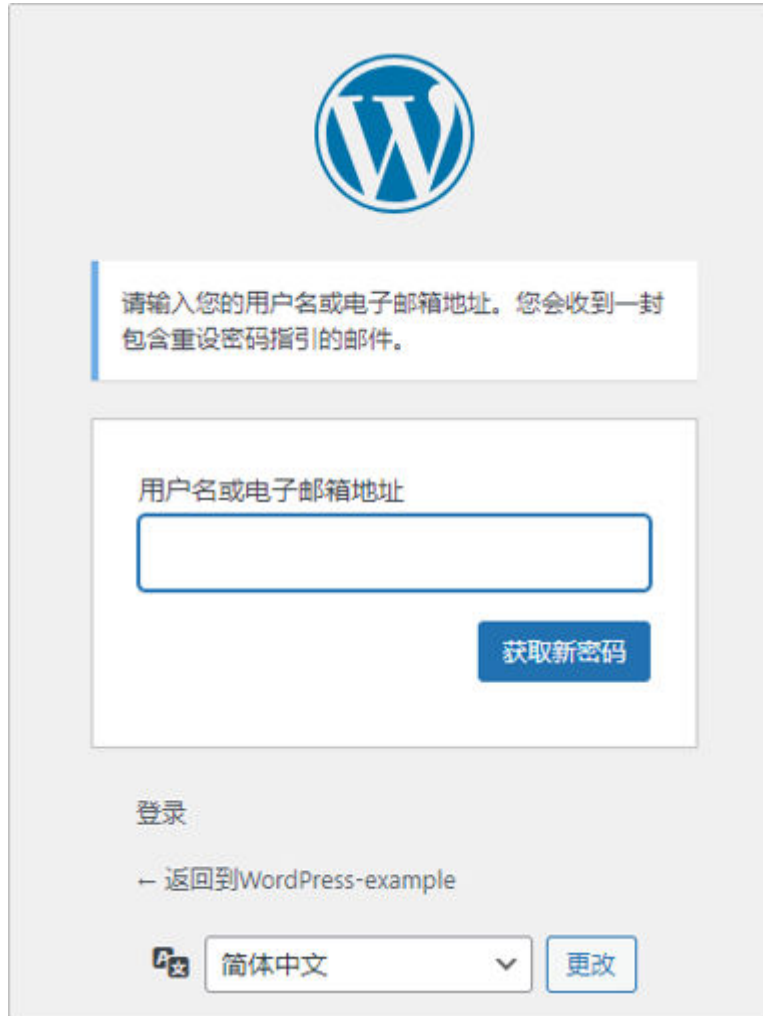 请输入您的用户名或电子邮箱地址。您会收到一封
包含重设密码指引的邮件。
用户名或电子邮箱地址
获取新密码
登录
← 返回到WordPress-example
简体中文
更改